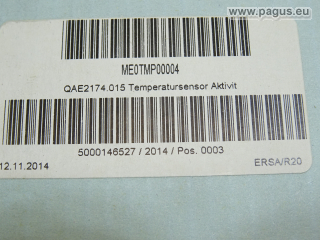 www.pagus.eu
ME0TMP00004
QAE2174.015 Temperatursensor Aktivit
5000146527 / 2014 / Pos. 0003
12.11.2014 ERSA/R20